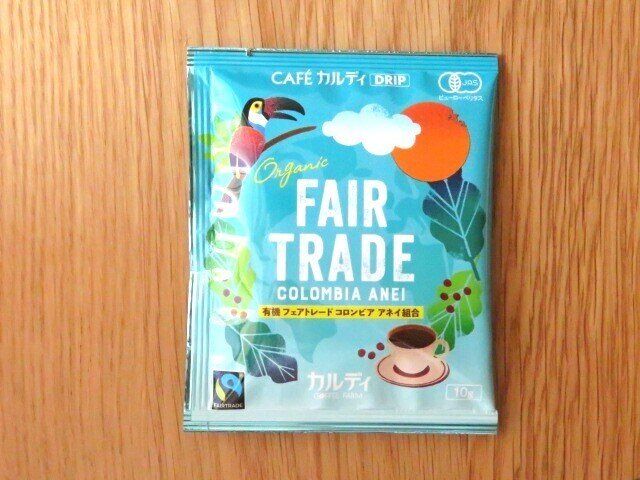 CAFÉ カルディ DRIP
JAS
ビューローベリタス
Organic
FAIR
TRADE
COLOMBIA ANEI
有機 フェアトレード コロンビア アネイ組合
カルディ
COFFEE FARM
10g
FAIRTRADE